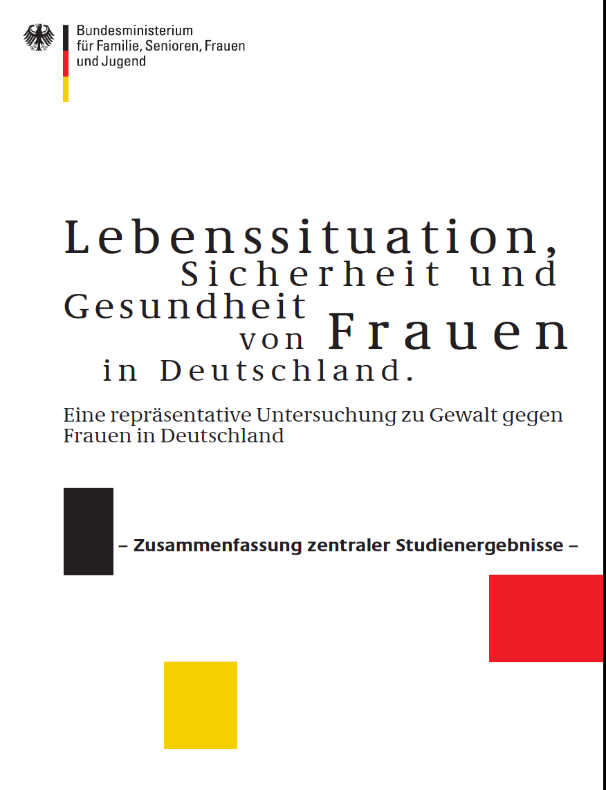 Bundesministerium
für Familie, Senioren, Frauen
und Jugend
Lebenssituation,
Sicherheit und
Gesundheit
von Frauen
in Deutschland.
Eine repräsentative Untersuchung zu Gewalt gegen
Frauen in Deutschland
– Zusammenfassung zentraler Studienergebnisse –